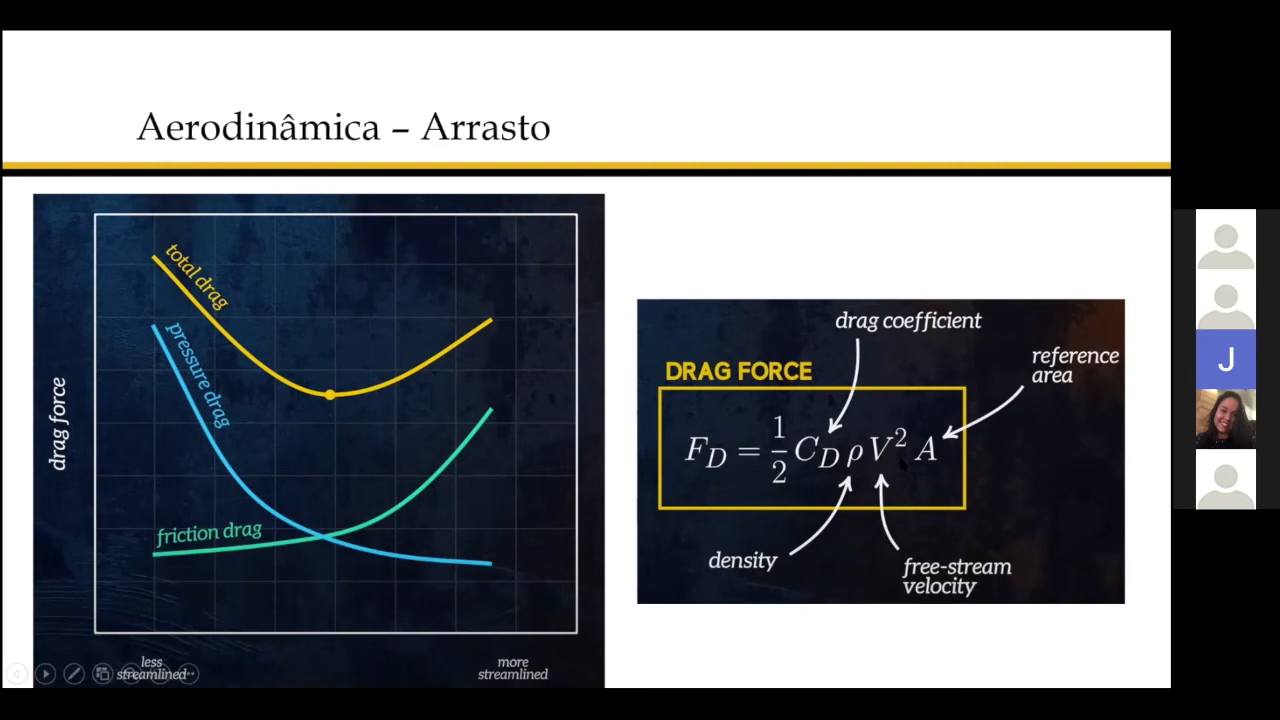 Aerodinâmica – Arrasto
total drag
pressure drag
friction drag
drag force
less
streamlined
more
streamlined
drag coefficient
reference
area
DRAG FORCE
F_D = 1/2 C_D ρ V² A
density
free-stream
velocity
J